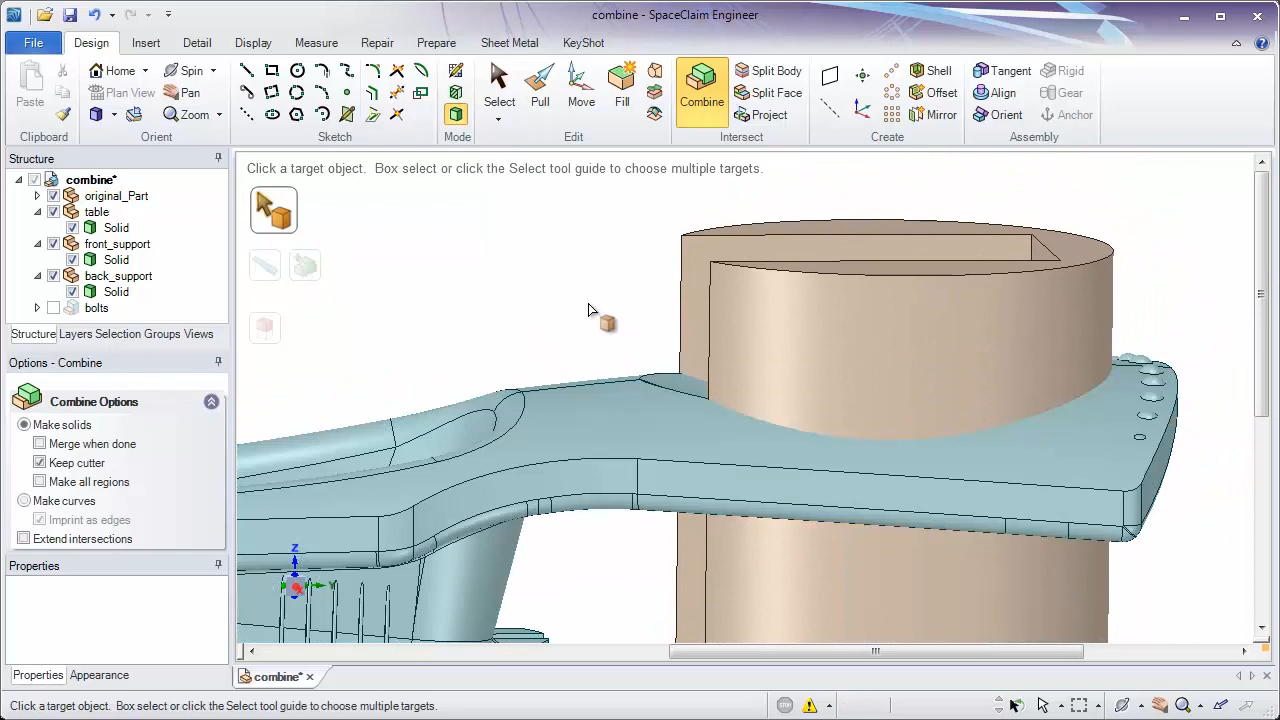 combine - SpaceClaim Engineer
File Design Insert Detail Display Measure Repair Prepare Sheet Metal KeyShot
Paste
Clipboard
Home
Plan View
Spin
Pan
Zoom
Orient
Sketch
Mode
Select
Pull
Move
Fill
Edit
Combine
Split Body
Split Face
Project
Intersect
Shell
Offset
Mirror
Create
Tangent
Align
Orient
Rigid
Gear
Anchor
Assembly
Structure
combine*
original_Part
table
Solid
front_support
Solid
back_support
Solid
bolts
Structure Layers Selection Groups Views
Options - Combine
Combine Options
Make solids
Merge when done
Keep cutter
Make all regions
Make curves
Imprint as edges
Extend intersections
Properties
Properties Appearance
Click a target object. Box select or click the Select tool guide to choose multiple targets.
Z
Y
combine*
Click a target object. Box select or click the Select tool guide to choose multiple targets.